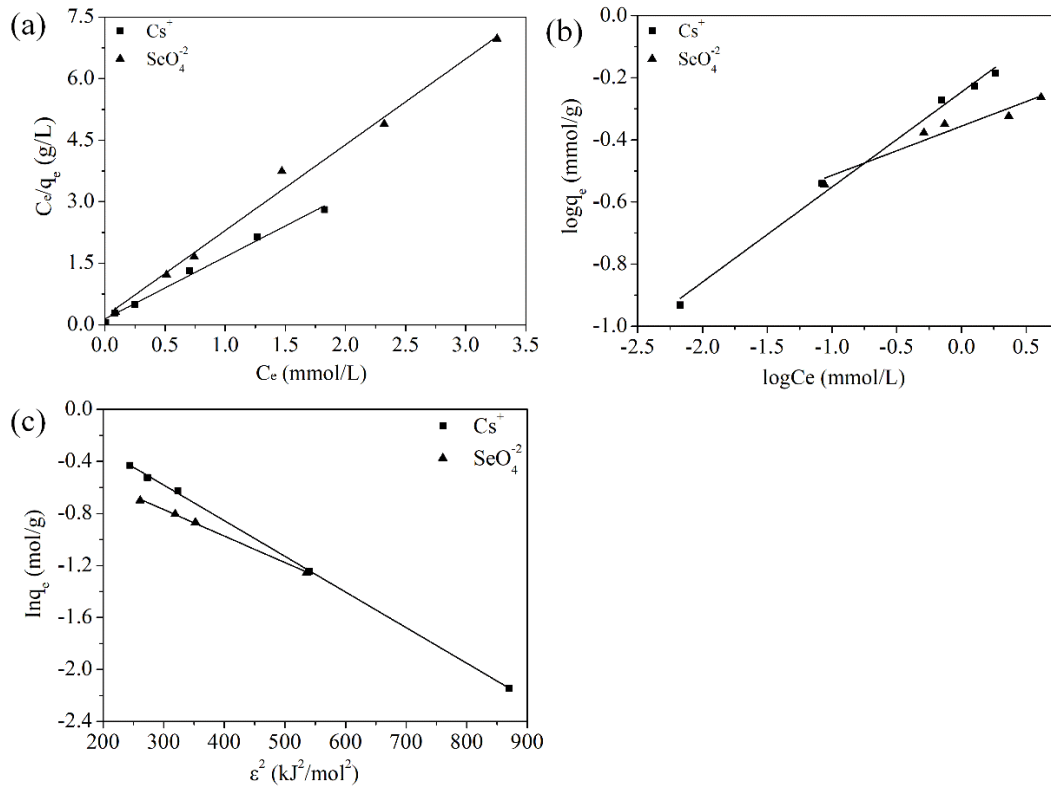 (a)
Cs⁺
SeO₄⁻²
7.5
6.0
4.5
3.0
1.5
0.0
Cₑ/qₑ (g/L)
0.0 0.5 1.0 1.5 2.0 2.5 3.0 3.5
Cₑ (mmol/L)
(b)
Cs⁺
SeO₄⁻²
0.0
-0.2
-0.4
-0.6
-0.8
-1.0
logqₑ (mmol/g)
-2.5 -2.0 -1.5 -1.0 -0.5 0.0 0.5
logCe (mmol/L)
(c)
Cs⁺
SeO₄⁻²
0.0
-0.4
-0.8
-1.2
-1.6
-2.0
-2.4
lnqₑ (mol/g)
200 300 400 500 600 700 800 900
ε² (kJ²/mol²)